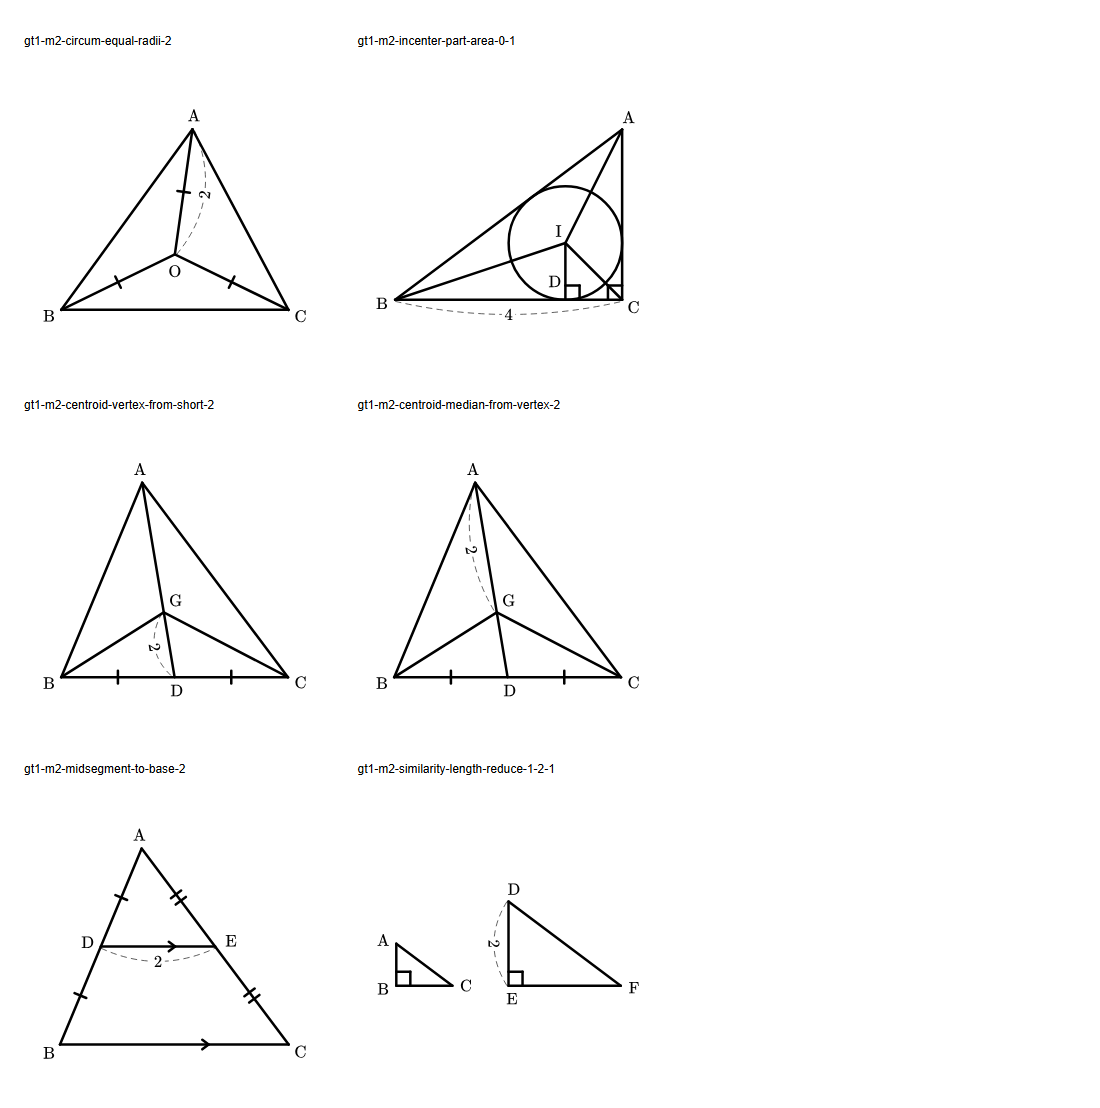 gt1-m2-circum-equal-radii-2
gt1-m2-incenter-part-area-0-1
A
2
O
B
C
A
I
D
B
C
4
gt1-m2-centroid-vertex-from-short-2
gt1-m2-centroid-median-from-vertex-2
A
G
2
B
D
C
A
2
G
B
D
C
gt1-m2-midsegment-to-base-2
gt1-m2-similarity-length-reduce-1-2-1
A
D
E
2
B
C
A
B
C
D
2
E
F